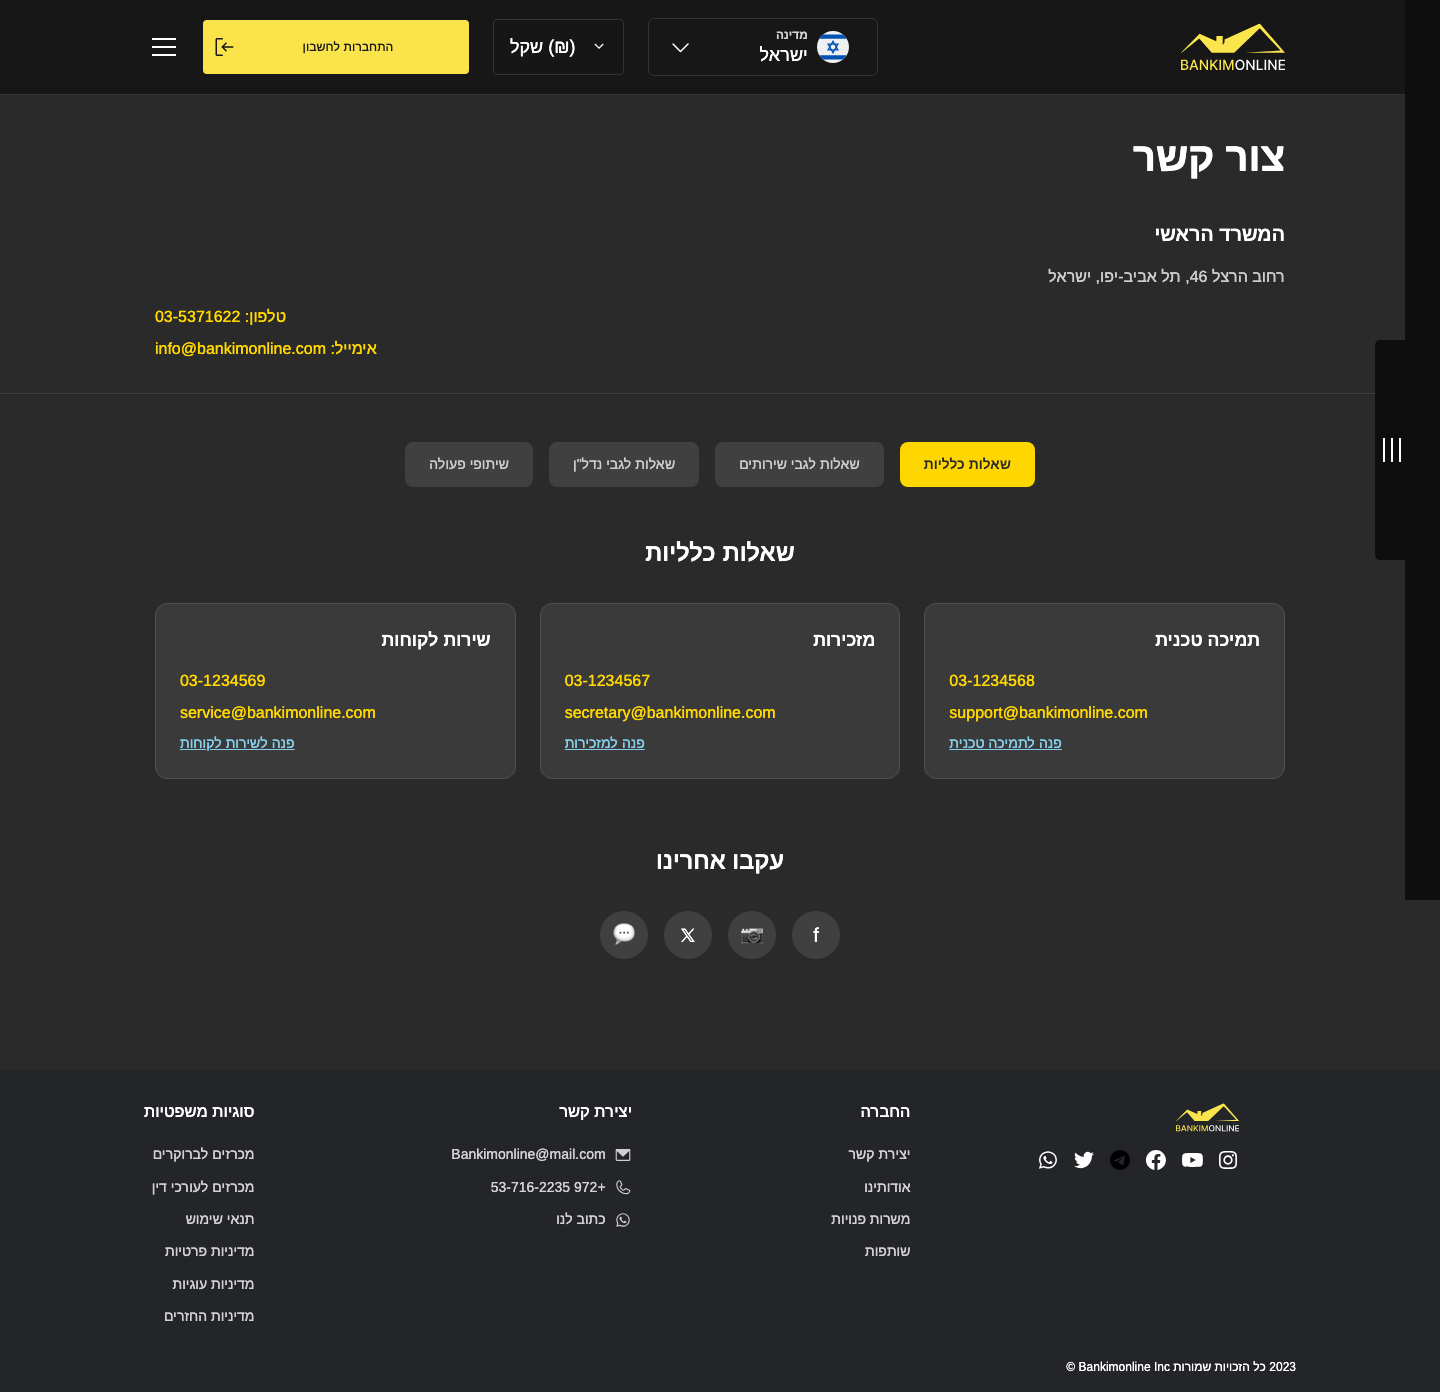 BANKIMONLINE
מדינה
ישראל
שקל (₪)
התחברות לחשבון
צור קשר
המשרד הראשי
רחוב הרצל 46, תל אביב-יפו, ישראל
טלפון: 03-5371622
אימייל: info@bankimonline.com
שאלות כלליות
שאלות לגבי שירותים
שאלות לגבי נדל"ן
שיתופי פעולה
שאלות כלליות
תמיכה טכנית
03-1234568
support@bankimonline.com
פנה לתמיכה טכנית
מזכירות
03-1234567
secretary@bankimonline.com
פנה למזכירות
שירות לקוחות
03-1234569
service@bankimonline.com
פנה לשירות לקוחות
עקבו אחרינו
f
𝕏
BANKIMONLINE
החברה
יצירת קשר
אודותינו
משרות פנויות
שותפות
יצירת קשר
Bankimonline@mail.com
53-716-2235 972+
כתוב לנו
סוגיות משפטיות
מכרזים לברוקרים
מכרזים לעורכי דין
תנאי שימוש
מדיניות פרטיות
מדיניות עוגיות
מדיניות החזרים
2023 כל הזכויות שמורות Bankimonline Inc ©